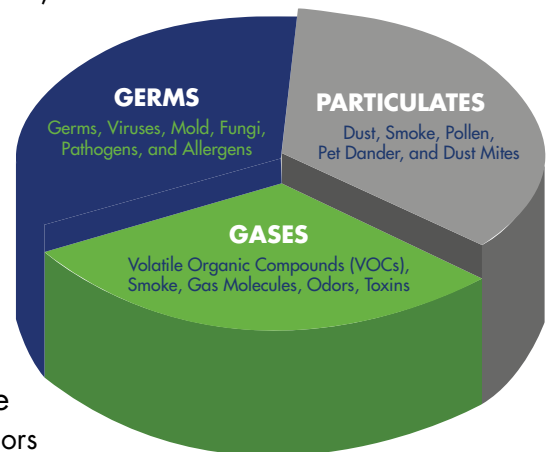 GERMS
Germs, Viruses, Mold, Fungi,
Pathogens, and Allergens
PARTICULATES
Dust, Smoke, Pollen,
Pet Dander, and Dust Mites
GASES
Volatile Organic Compounds (VOCs),
Smoke, Gas Molecules, Odors, Toxins